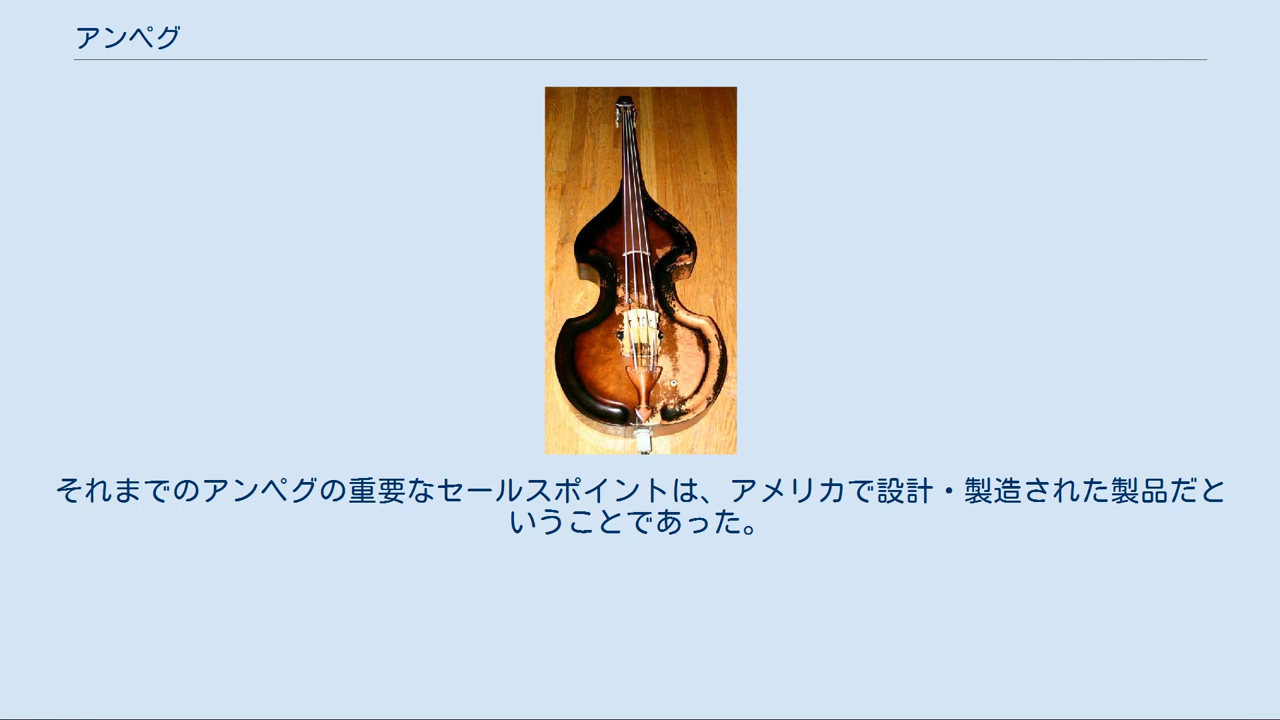 アンペグ
それまでのアンペグの重要なセールスポイントは、アメリカで設計・製造された製品だと
いうことであった。